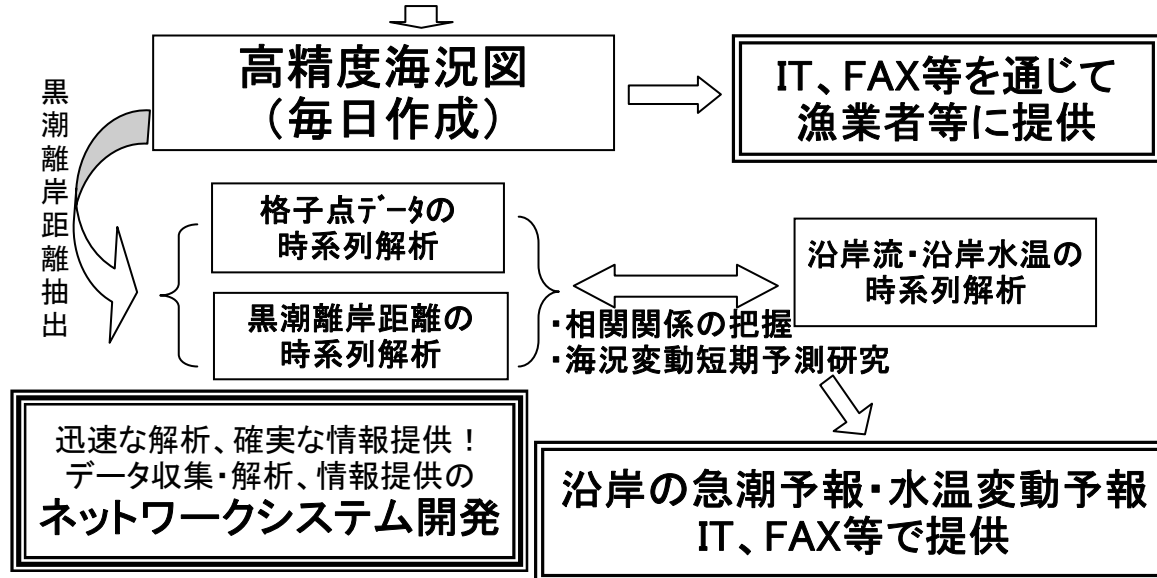 高精度海況図
（毎日作成）
IT、FAX等を通じて
漁業者等に提供
黒潮離岸距離抽出
格子点ﾃﾞｰﾀの
時系列解析
黒潮離岸距離の
時系列解析
沿岸流・沿岸水温の
時系列解析
・相関関係の把握
・海況変動短期予測研究
迅速な解析、確実な情報提供！
データ収集・解析、情報提供の
ネットワークシステム開発
沿岸の急潮予報・水温変動予報
IT、FAX等で提供